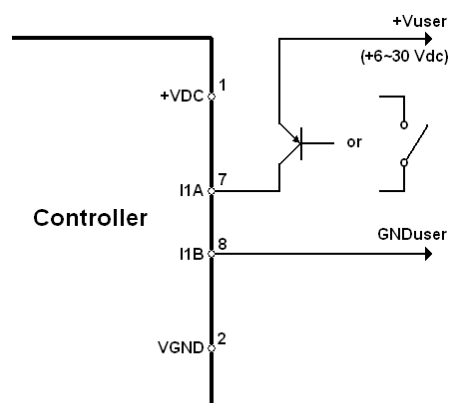 +Vuser
(+6~30 Vdc)
1
+VDC
or
7
I1A
Controller
GNDuser
8
I1B
2
VGND